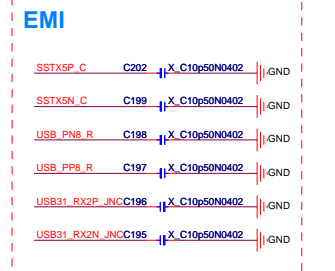 EMI
SSTX5P_C C202 X_C10p50N0402 GND
SSTX5N_C C199 X_C10p50N0402 GND
USB_PN8_R C198 X_C10p50N0402 GND
USB_PP8_R C197 X_C10p50N0402 GND
USB31_RX2P_JNC C196 X_C10p50N0402 GND
USB31_RX2N_JNC C195 X_C10p50N0402 GND